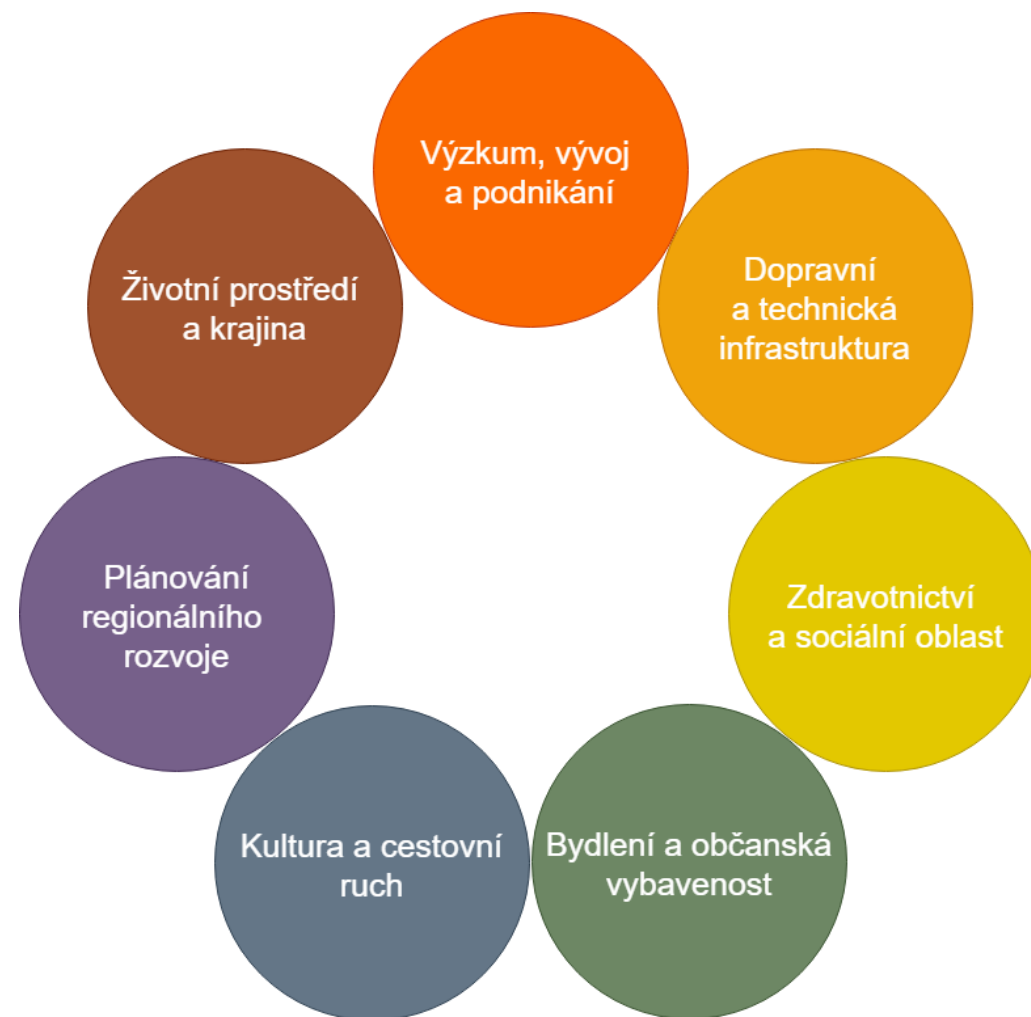 Výzkum, vývoj
a podnikání
Dopravní
a technická
infrastruktura
Zdravotnictví
a sociální oblast
Bydlení a občanská
vybavenost
Kultura a cestovní
ruch
Plánování
regionálního
rozvoje
Životní prostředí
a krajina